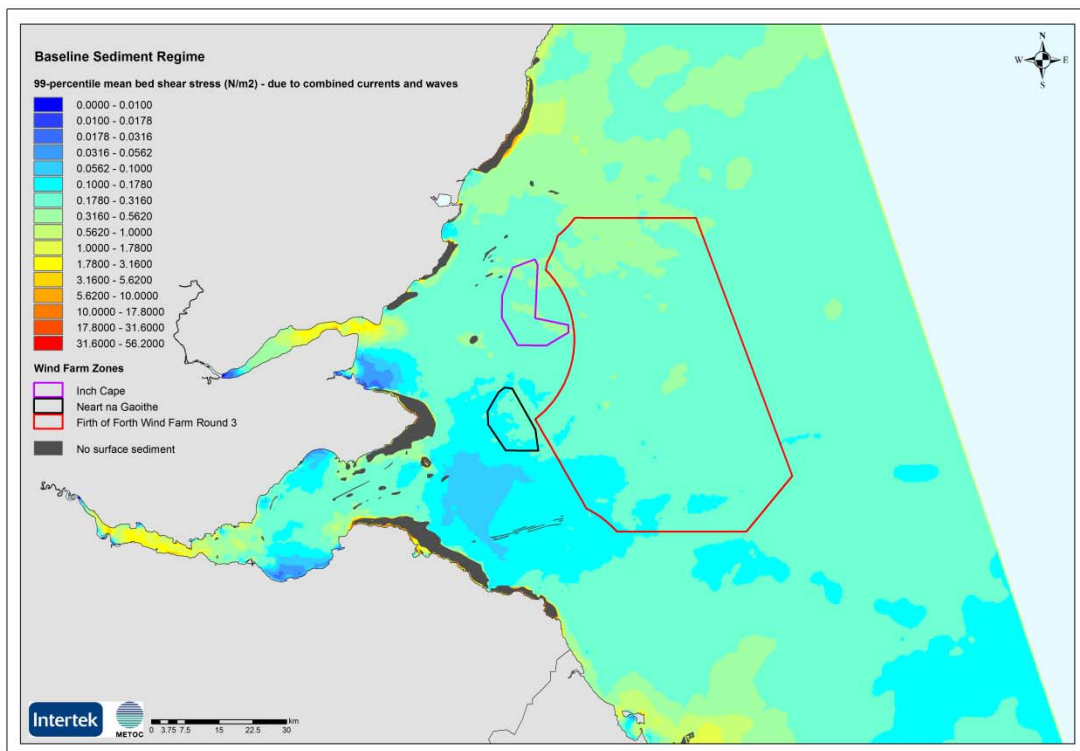 Baseline Sediment Regime
99-percentile mean bed shear stress (N/m2) - due to combined currents and waves
0.0000 - 0.0100
0.0100 - 0.0178
0.0178 - 0.0316
0.0316 - 0.0562
0.0562 - 0.1000
0.1000 - 0.1780
0.1780 - 0.3160
0.3160 - 0.5620
0.5620 - 1.0000
1.0000 - 1.7800
1.7800 - 3.1600
3.1600 - 5.6200
5.6200 - 10.0000
10.0000 - 17.8000
17.8000 - 31.6000
31.6000 - 56.2000
Wind Farm Zones
Inch Cape
Neart na Gaoithe
Firth of Forth Wind Farm Round 3
No surface sediment
N
W E
S
Intertek
METOC
km
0 3.75 7.5 15 22.5 30